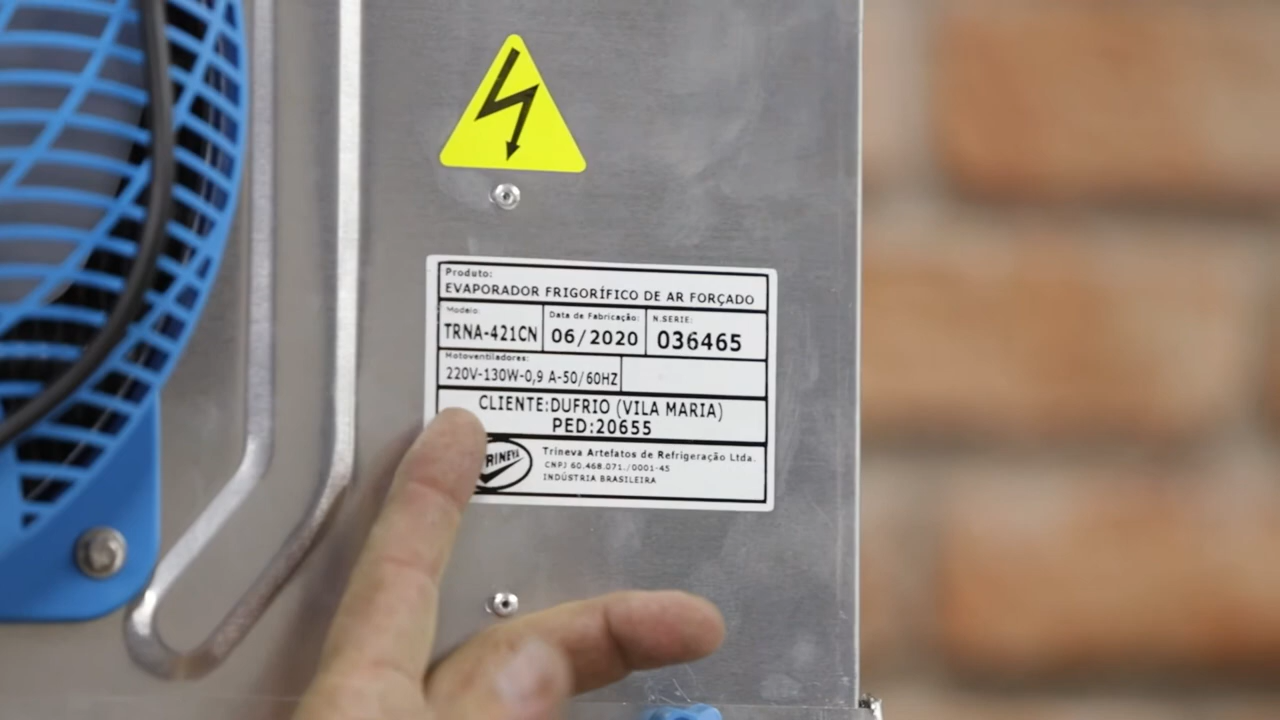 Produto:
EVAPORADOR FRIGORÍFICO DE AR FORÇADO
Modelo:
TRNA-421CN
Data de Fabricação:
06/2020
N.SERIE:
036465
Motoventiladores:
220V-130W-0,9 A-50/60HZ
CLIENTE:DUFRIO (VILA MARIA)
PED:20655
TRINEVA
Trineva Artefatos de Refrigeração Ltda.
CNPJ 60.468.071./0001-45
INDÚSTRIA BRASILEIRA